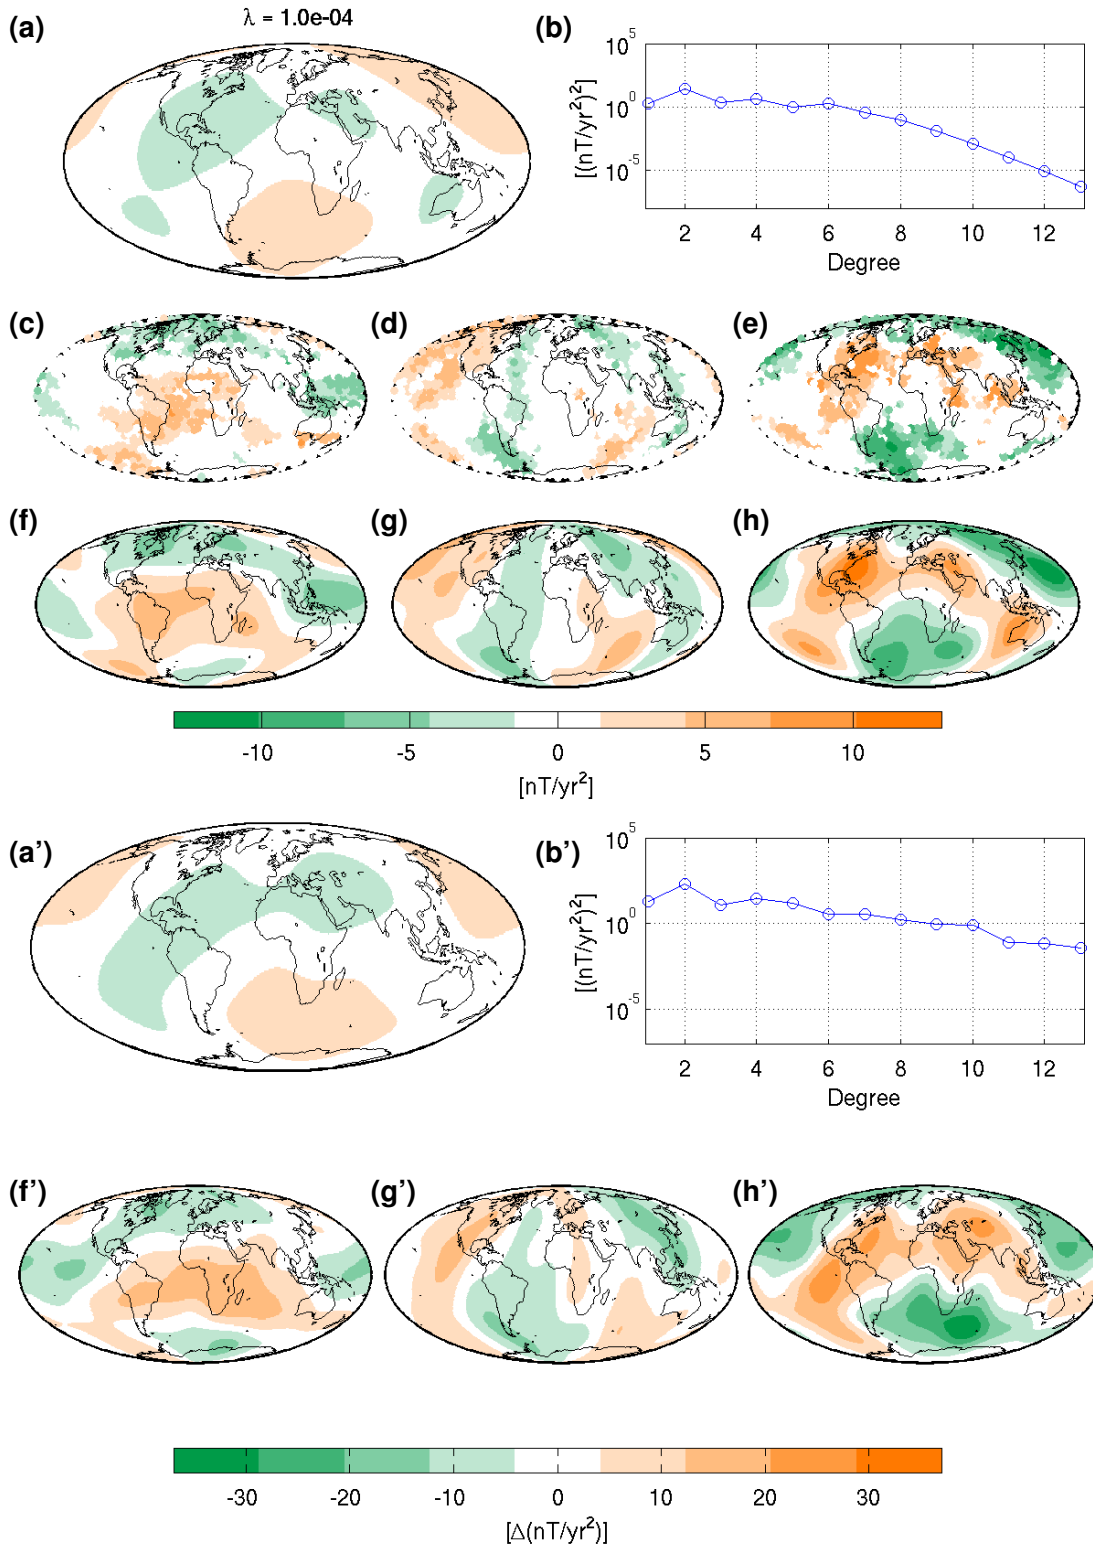 (a)
λ = 1.0e-04
(b)
10^5
10^0
10^-5
[(nT/yr^2)^2]
2 4 6 8 10 12
Degree
(c) (d) (e)
(f) (g) (h)
-10 -5 0 5 10
[nT/yr^2]
(a')
(b')
10^5
10^0
10^-5
[(nT/yr^2)^2]
2 4 6 8 10 12
Degree
(f') (g') (h')
-30 -20 -10 0 10 20 30
[Δ(nT/yr^2)]